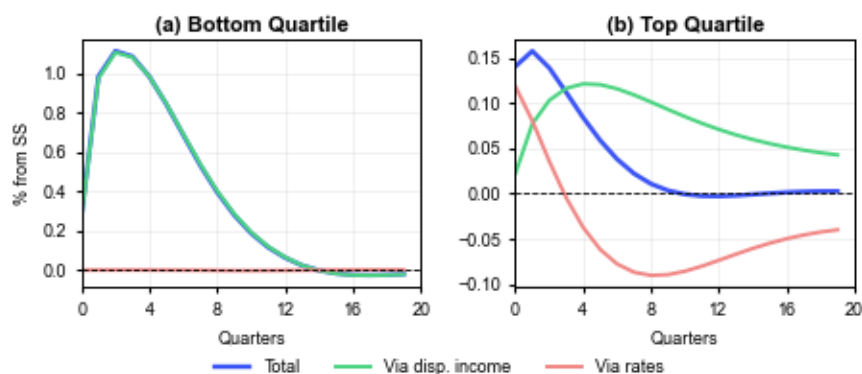 (a) Bottom Quartile
(b) Top Quartile
% from SS
1.0
0.8
0.6
0.4
0.2
0.0
0 4 8 12 16 20
Quarters
0.15
0.10
0.05
0.00
−0.05
−0.10
0 4 8 12 16 20
Quarters
Total Via disp. income Via rates